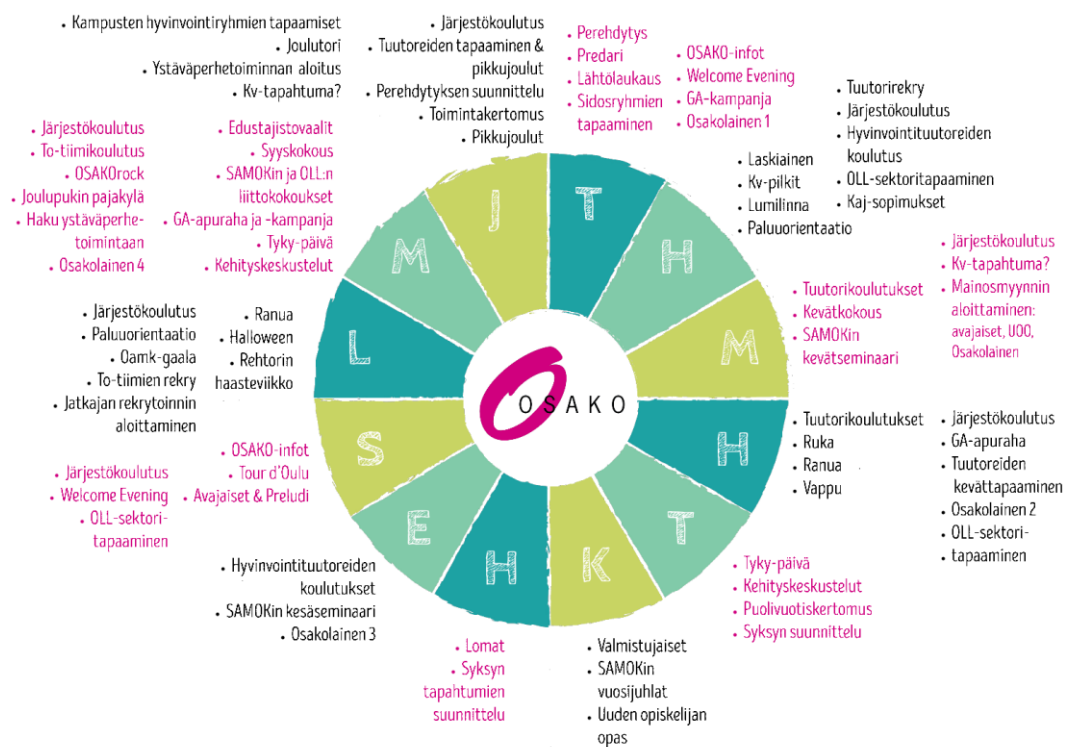 • Kampusten hyvinvointiryhmien tapaamiset
• Joulutori
• Ystäväperhetoiminnan aloitus
• Kv-tapahtuma?
• Järjestökoulutus
• Tuutoreiden tapaaminen &
pikkujoulut
• Perehdytyksen suunnittelu
• Toimintakertomus
• Pikkujoulut
• Perehdytys
• Predari
• Lähtölaukaus
• Sidosryhmien
tapaaminen
• OSAKO-infot
• Welcome Evening
• GA-kampanja
• Osakolainen 1
• Laskiainen
• Kv-pilkit
• Lumilinna
• Paluuorientaatio
• Tuutorirekry
• Järjestökoulutus
• Hyvinvointituutoreiden
koulutus
• OLL-sektoritapaaminen
• Kaj-sopimukset
• Tuutorikoulutukset
• Kevätkokous
• SAMOKin
kevätseminaari
• Järjestökoulutus
• Kv-tapahtuma?
• Mainosmyynnin
aloittaminen:
avajaiset, UOO,
Osakolainen
• Tuutorikoulutukset
• Ruka
• Ranua
• Vappu
• Järjestökoulutus
• GA-apuraha
• Tuutoreiden
kevättapaaminen
• Osakolainen 2
• OLL-sektori-
• tapaaminen
• Tyky-päivä
• Kehityskeskustelut
• Puolivuotiskertomus
• Syksyn suunnittelu
• Valmistujaiset
• SAMOKin
vuosijuhlat
• Uuden opiskelijan
opas
• Lomat
• Syksyn
tapahtumien
suunnittelu
• Hyvinvointituutoreiden
koulutukset
• SAMOKin kesäseminaari
• Osakolainen 3
• Järjestökoulutus
• Welcome Evening
• OLL-sektori-
tapaaminen
• OSAKO-infot
• Tour d'Oulu
• Avajaiset & Preludi
• Järjestökoulutus
• Paluuorientaatio
• Oamk-gaala
• To-tiimien rekry
• Jatkajan rekrytoinnin
aloittaminen
• Ranua
• Halloween
• Rehtorin
haasteviikko
• Järjestökoulutus
• To-tiimikoulutus
• OSAKOrock
• Joulupukin pajakylä
• Haku ystäväperhe-
toimintaan
• Osakolainen 4
• Edustajistovaalit
• Syyskokous
• SAMOKin ja OLL:n
liittokokoukset
• GA-apuraha ja -kampanja
• Tyky-päivä
• Kehityskeskustelut
T
H
M
H
T
K
H
E
S
L
M
J
OSAKO